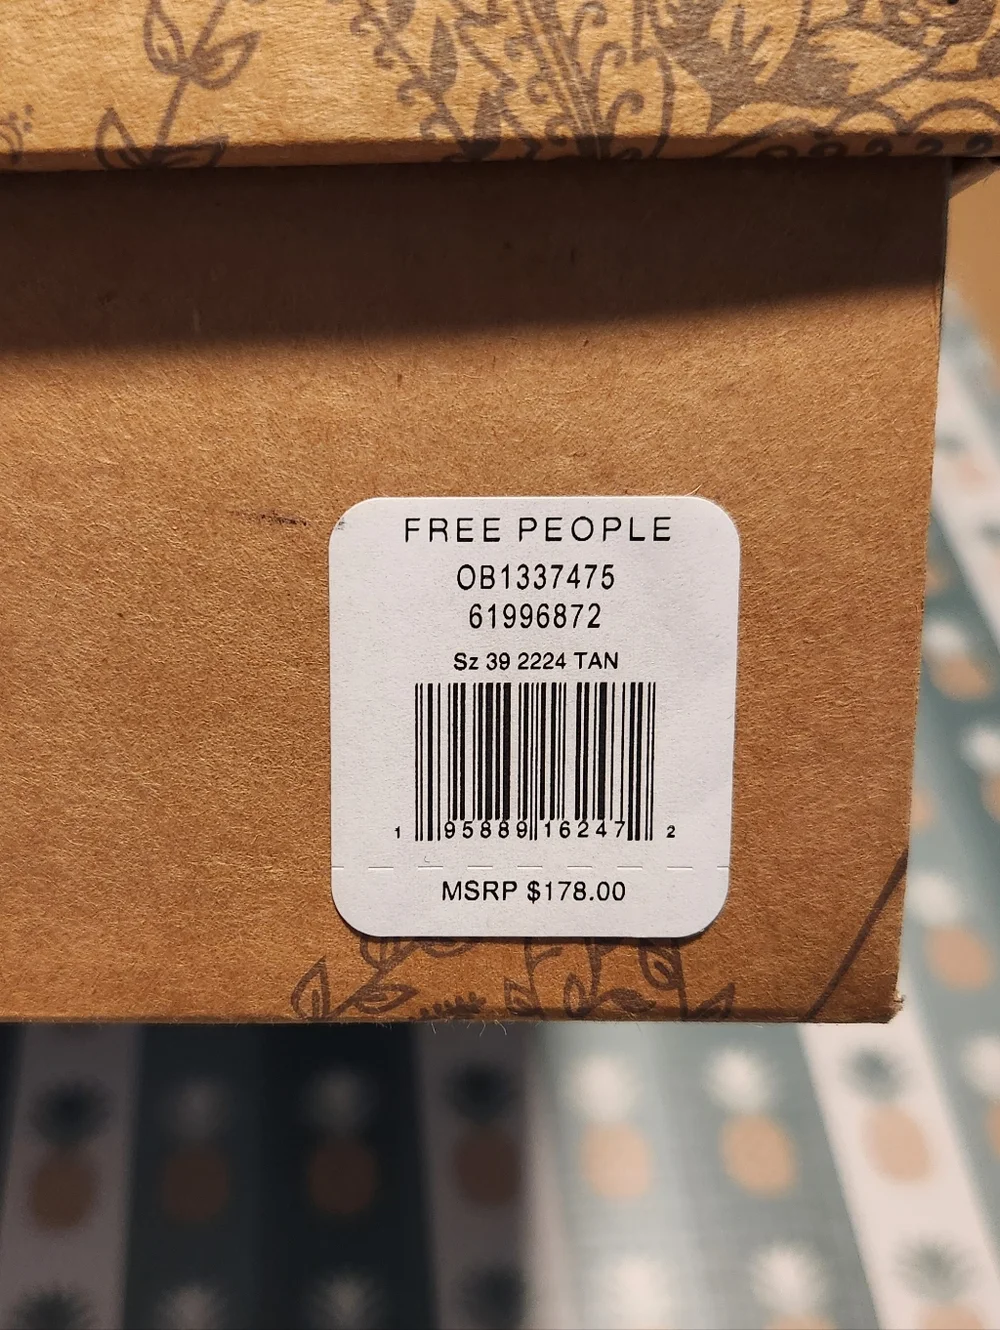 FREE PEOPLE
OB1337475
61996872
Sz 39 2224 TAN
1 95889 16247 2
MSRP $178.00